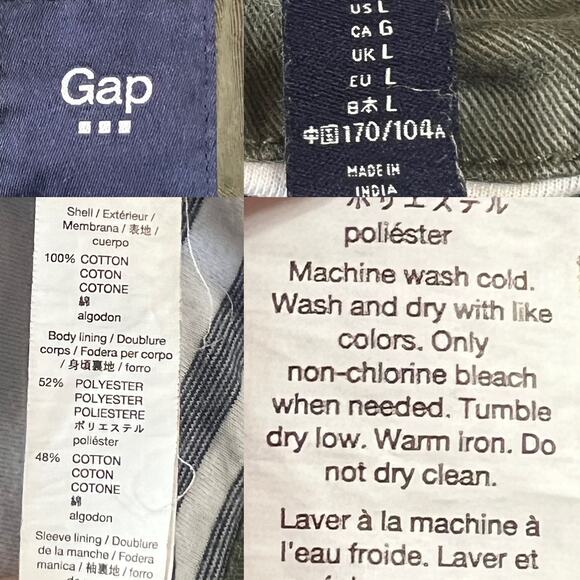 Gap
US L
CA G
UK L
EU L
日本 L
中国170/104A
MADE IN
INDIA
Shell / Extérieur /
Membrana / 表地 /
cuerpo
100% COTTON
COTON
COTONE
綿
algodon
Body lining / Doublure
corps / Fodera per corpo
/ 身頃裏地 / forro
52% POLYESTER
POLYESTER
POLIESTERE
ポリエステル
poliéster
48% COTTON
COTON
COTONE
綿
algodon
Sleeve lining / Doublure
de la manche / Fodera
manica / 袖裏地 / forro
ポリエステル
poliéster
Machine wash cold.
Wash and dry with like
colors. Only
non-chlorine bleach
when needed. Tumble
dry low. Warm iron. Do
not dry clean.
Laver à la machine à
l'eau froide. Laver et